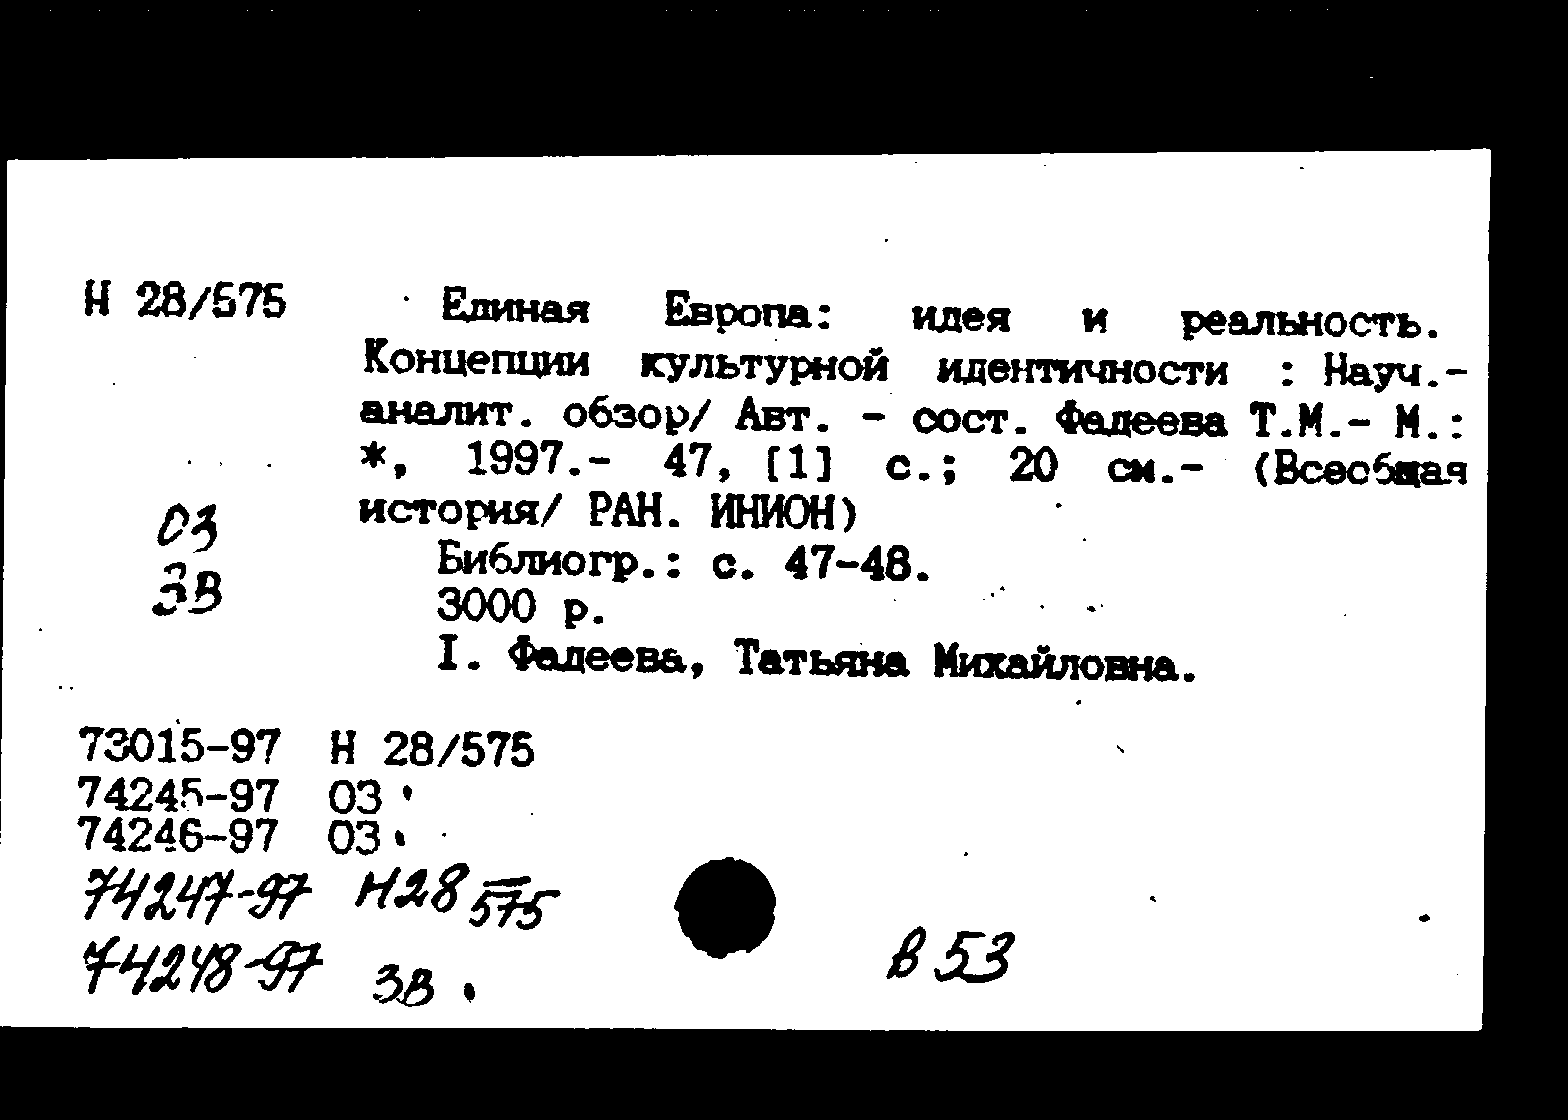 Н 28/575 Единая Европа: идея и реальность.
Концепции культурной идентичности : Науч.-
аналит. обзор/ Авт. - сост. Фадеева Т.М.- М.:
*, 1997.- 47, [1] с.; 20 см.- (Всеобщая
история/ РАН. ИНИОН)
03
ЗВ
Библиогр.: с. 47-48.
3000 р.
I. Фадеева, Татьяна Михайловна.
73015-97 Н 28/575
74245-97 03
74246-97 03
74247-97 Н28/575
74248-97 ЗВ
В 53